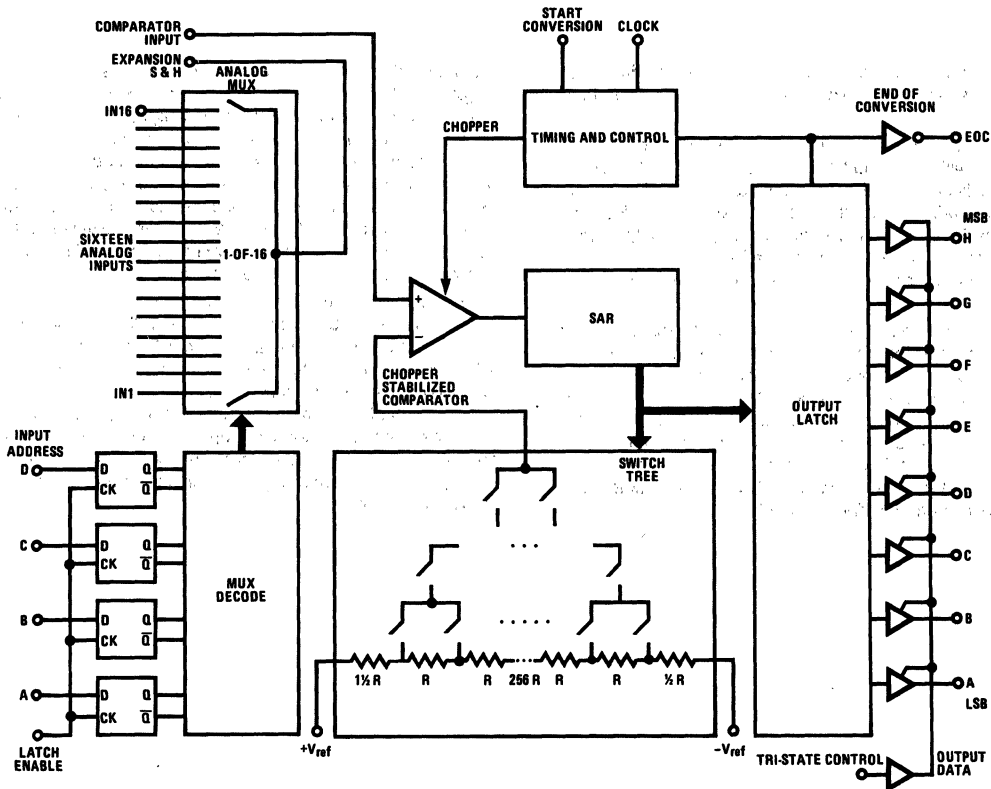 COMPARATOR
INPUT
EXPANSION
S & H
ANALOG
MUX
IN16
SIXTEEN
ANALOG
INPUTS
1-OF-16
IN1
START
CONVERSION
CLOCK
CHOPPER
TIMING AND CONTROL
END OF
CONVERSION
EOC
+
−
CHOPPER
STABILIZED
COMPARATOR
SAR
OUTPUT
LATCH
MSB
H
G
F
E
D
C
B
A
LSB
INPUT
ADDRESS
D
D Q
CK Q̅
C
D Q
CK Q̅
B
D Q
CK Q̅
A
D Q
CK Q̅
LATCH
ENABLE
MUX
DECODE
SWITCH
TREE
. . .
. . . . .
1½ R R R ... 256 R R R ½ R
+Vref
−Vref
TRI-STATE CONTROL
OUTPUT
DATA